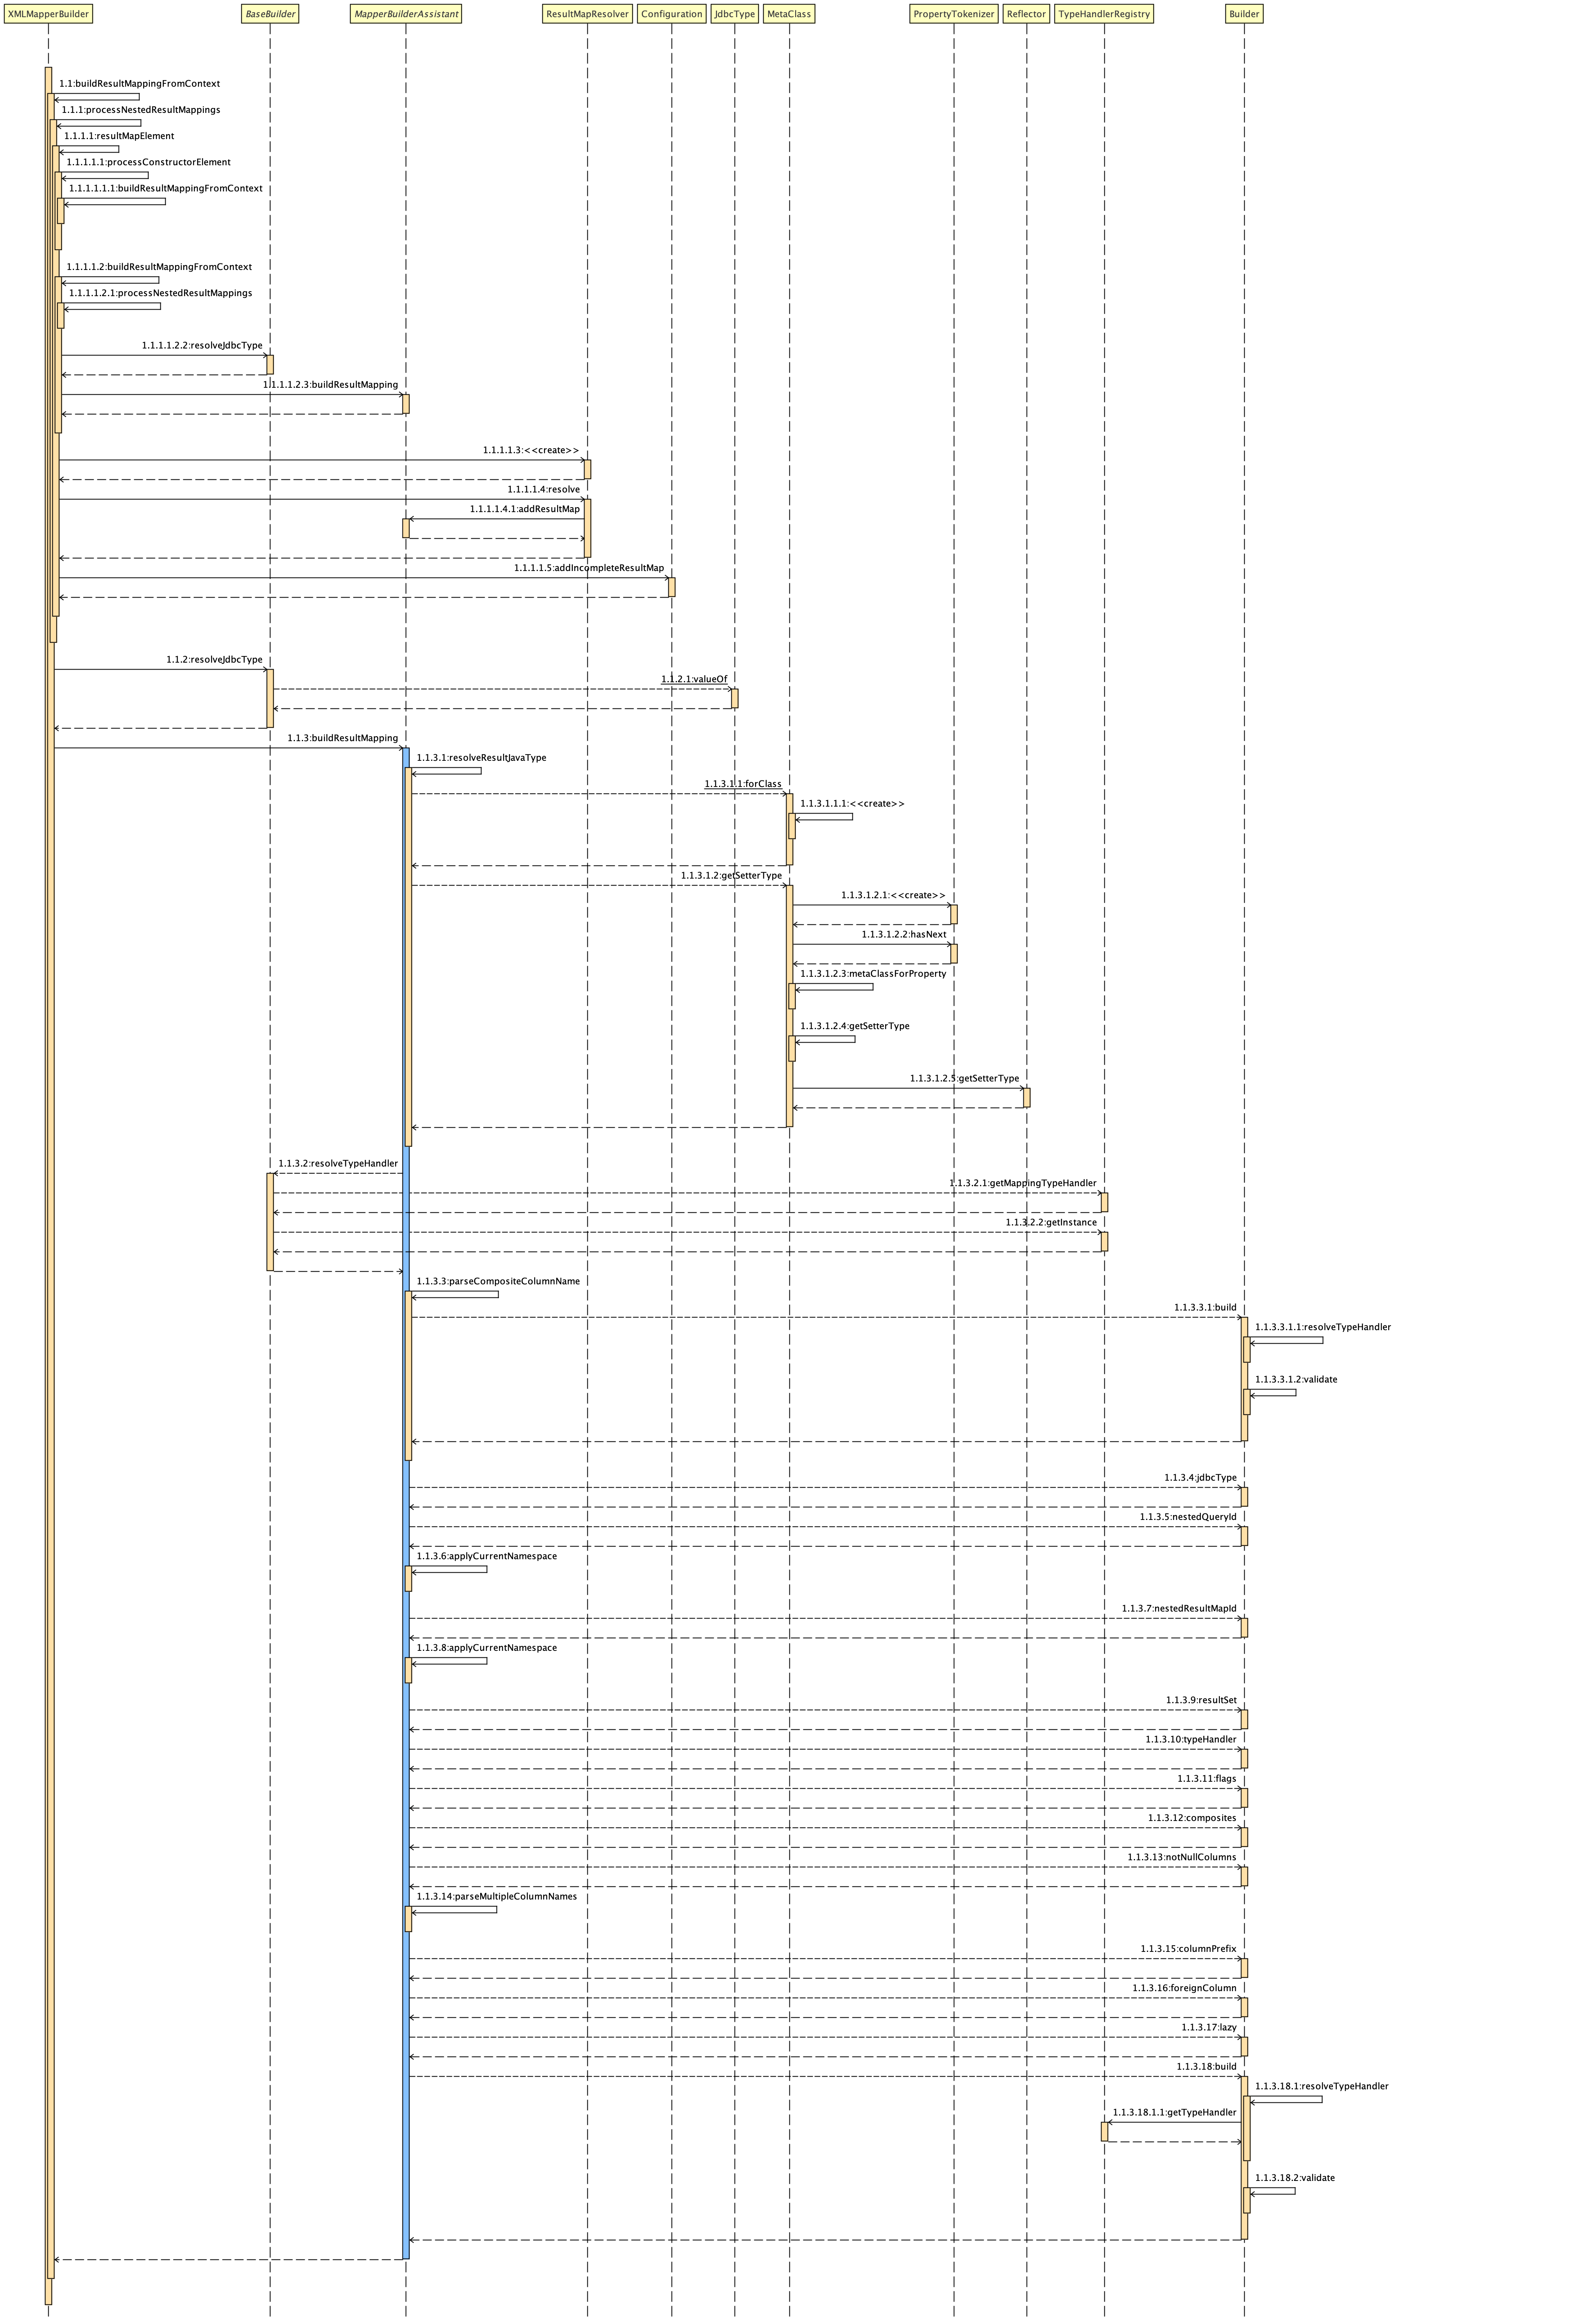 XMLMapperBuilder
BaseBuilder
MapperBuilderAssistant
ResultMapResolver
Configuration
JdbcType
MetaClass
PropertyTokenizer
Reflector
TypeHandlerRegistry
Builder
1.1:buildResultMappingFromContext
1.1.1:processNestedResultMappings
1.1.1.1:resultMapElement
1.1.1.1.1:processConstructorElement
1.1.1.1.1.1:buildResultMappingFromContext
1.1.1.1.2:buildResultMappingFromContext
1.1.1.1.2.1:processNestedResultMappings
1.1.1.1.2.2:resolveJdbcType
1.1.1.1.2.3:buildResultMapping
1.1.1.1.3:<<create>>
1.1.1.1.4:resolve
1.1.1.1.4.1:addResultMap
1.1.1.1.5:addIncompleteResultMap
1.1.2:resolveJdbcType
1.1.2.1:valueOf
1.1.3:buildResultMapping
1.1.3.1:resolveResultJavaType
1.1.3.1.1:forClass
1.1.3.1.1.1:<<create>>
1.1.3.1.2:getSetterType
1.1.3.1.2.1:<<create>>
1.1.3.1.2.2:hasNext
1.1.3.1.2.3:metaClassForProperty
1.1.3.1.2.4:getSetterType
1.1.3.1.2.5:getSetterType
1.1.3.2:resolveTypeHandler
1.1.3.2.1:getMappingTypeHandler
1.1.3.2.2:getInstance
1.1.3.3:parseCompositeColumnName
1.1.3.3.1:build
1.1.3.3.1.1:resolveTypeHandler
1.1.3.3.1.2:validate
1.1.3.4:jdbcType
1.1.3.5:nestedQueryId
1.1.3.6:applyCurrentNamespace
1.1.3.7:nestedResultMapId
1.1.3.8:applyCurrentNamespace
1.1.3.9:resultSet
1.1.3.10:typeHandler
1.1.3.11:flags
1.1.3.12:composites
1.1.3.13:notNullColumns
1.1.3.14:parseMultipleColumnNames
1.1.3.15:columnPrefix
1.1.3.16:foreignColumn
1.1.3.17:lazy
1.1.3.18:build
1.1.3.18.1:resolveTypeHandler
1.1.3.18.1.1:getTypeHandler
1.1.3.18.2:validate